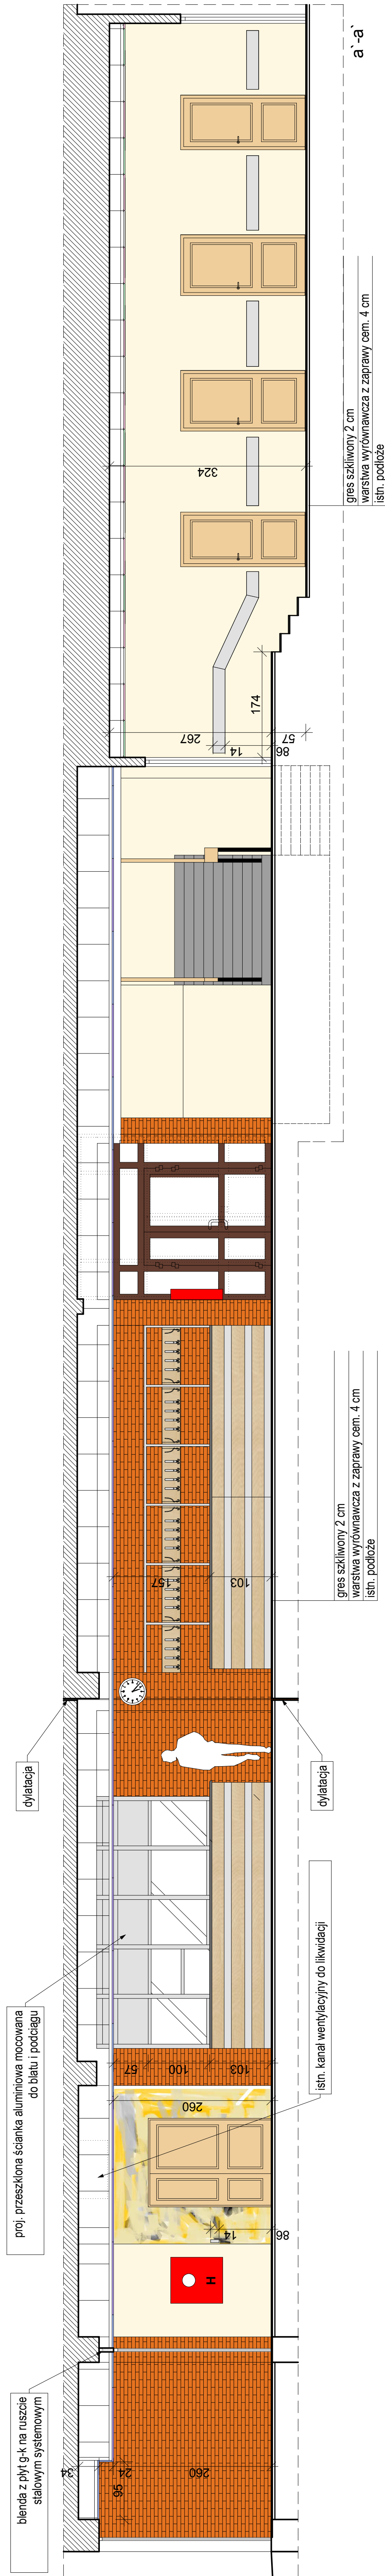 blenda z płyt g-k na ruszcie
stalowym systemowym
proj. przeszklona ścianka aluminiowa mocowana
do blatu i podciągu
dylatacja
34
24
95
260
H
86
14
260
57
100
103
istn. kanał wentylacyjny do likwidacji
dylatacja
157
103
gres szkliwony 2 cm
warstwa wyrównawcza z zaprawy cem. 4 cm
istn. podłoże
267
14
86
174
57
324
gres szkliwony 2 cm
warstwa wyrównawcza z zaprawy cem. 4 cm
istn. podłoże
a`-a`